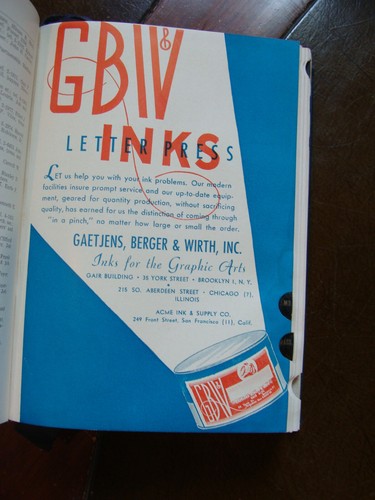 GB&W
LETTER PRESS
INKS
LET us help you with your ink problems. Our modern
facilities insure prompt service and our up-to-date equip-
ment, geared for quantity production, without sacrificing
quality, has earned for us the distinction of coming through
"in a pinch," no matter how large or small the order.
GAETJENS, BERGER & WIRTH, INC.
Inks for the Graphic Arts
GAIR BUILDING • 35 YORK STREET • BROOKLYN 1, N. Y.
215 SO. ABERDEEN STREET • CHICAGO (7),
ILLINOIS
ACME INK & SUPPLY CO.
249 Front Street, San Francisco (11), Calif.
GBW